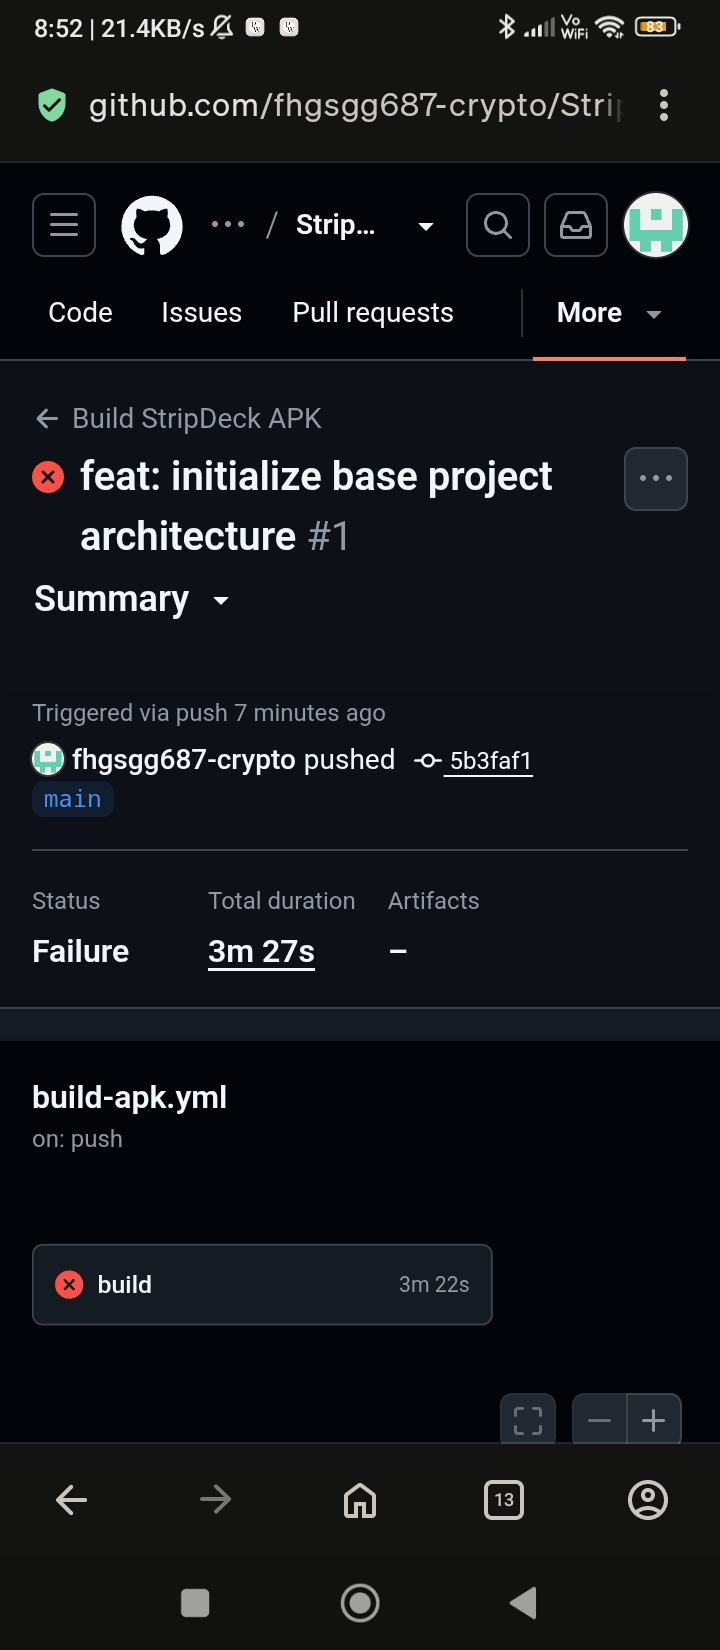 8:52 | 21.4KB/s
Vo
WiFi
83
github.com/fhgsgg687-crypto/Strip
/ Strip...
Code Issues Pull requests More
← Build StripDeck APK
feat: initialize base project
architecture #1
Summary
Triggered via push 7 minutes ago
fhgsgg687-crypto pushed 5b3faf1
main
Status Total duration Artifacts
Failure 3m 27s –
build-apk.yml
on: push
build 3m 22s
13